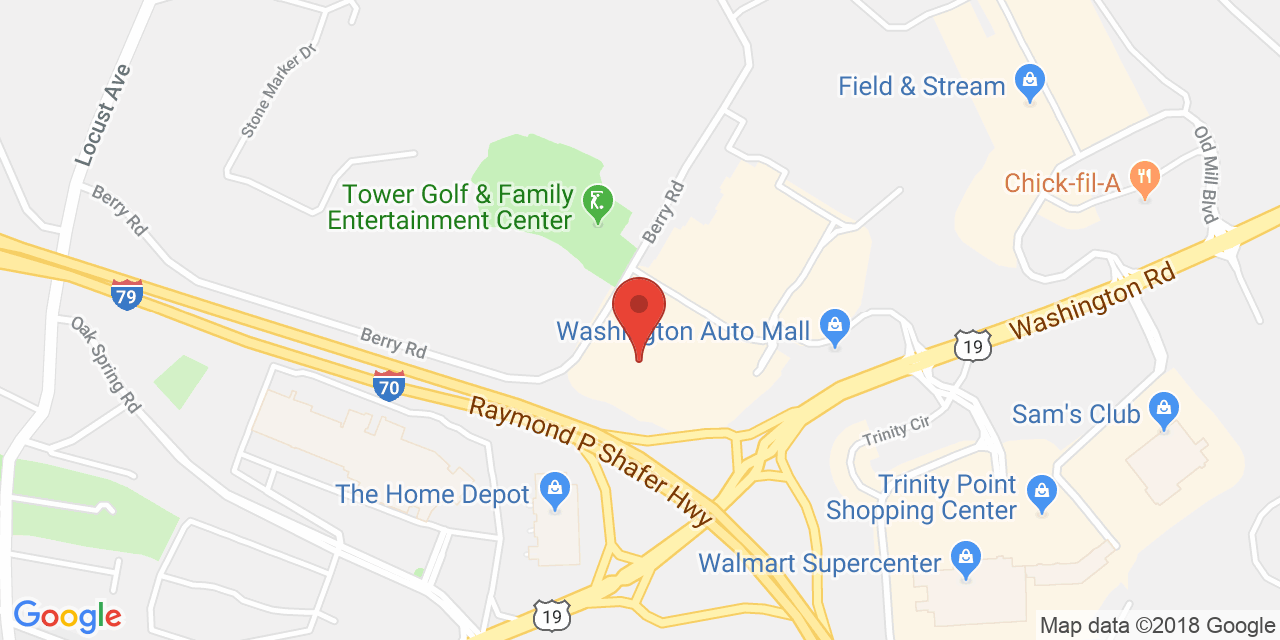 Locust Ave
Stone Marker Dr
Field & Stream
Old Mill Blvd
Chick-fil-A
Tower Golf & Family
Entertainment Center
Berry Rd
Berry Rd
79
Washington Rd
Washington Auto Mall
19
Oak Spring Rd
Berry Rd
70
Raymond P Shafer Hwy
Sam's Club
Trinity Cir
The Home Depot
Trinity Point
Shopping Center
Walmart Supercenter
19
Google
Map data ©2018 Google